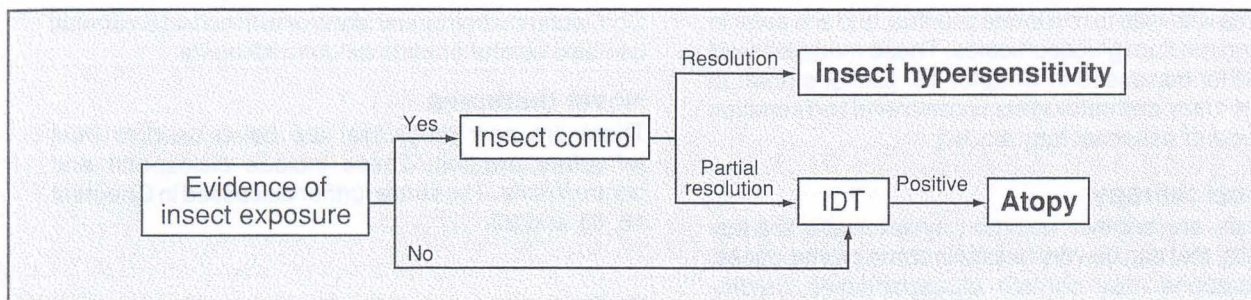 Resolution
Insect hypersensitivity
Yes
Insect control
Partial
resolution
Evidence of
insect exposure
IDT
Positive
Atopy
No